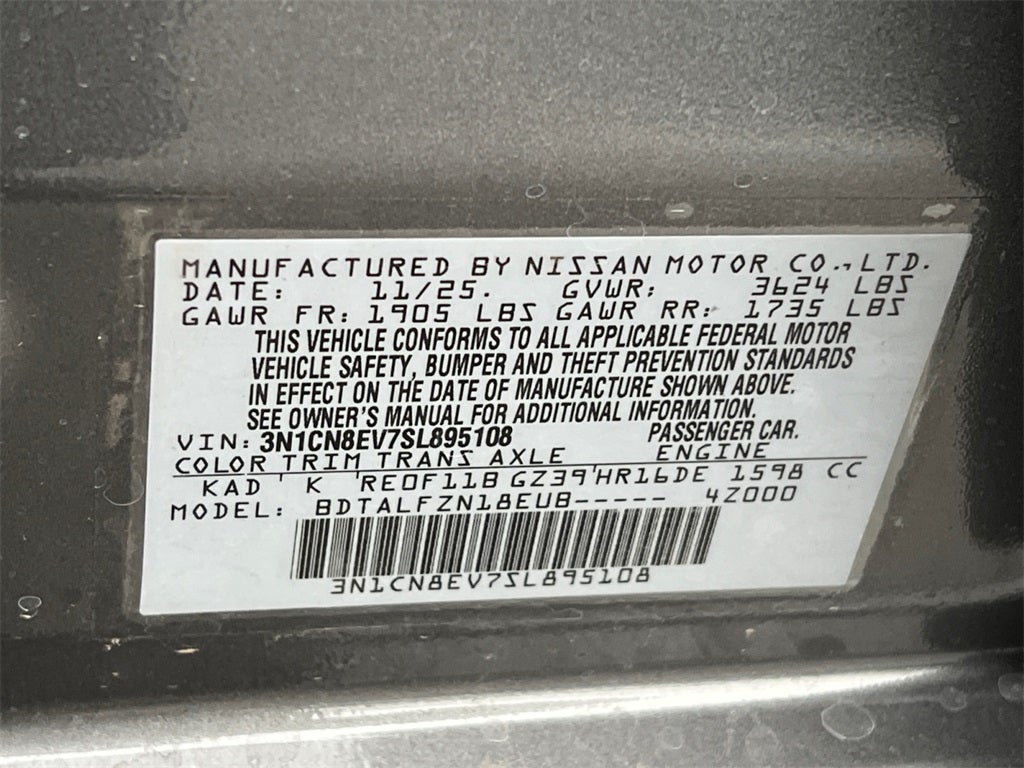 MANUFACTURED BY NISSAN MOTOR CO., LTD.
DATE: 11/25. GVWR: 3624 LBS
GAWR FR: 1905 LBS GAWR RR: 1735 LBS
THIS VEHICLE CONFORMS TO ALL APPLICABLE FEDERAL MOTOR
VEHICLE SAFETY, BUMPER AND THEFT PREVENTION STANDARDS
IN EFFECT ON THE DATE OF MANUFACTURE SHOWN ABOVE.
SEE OWNER'S MANUAL FOR ADDITIONAL INFORMATION.
VIN: 3N1CN8EV7SL895108 PASSENGER CAR.
COLOR TRIM TRANS AXLE ENGINE
KAD K RE0F11B GZ39 HR16DE 1598 CC
MODEL: BDTALFZN18EUB----- 4Z000
3N1CN8EV7SL895108